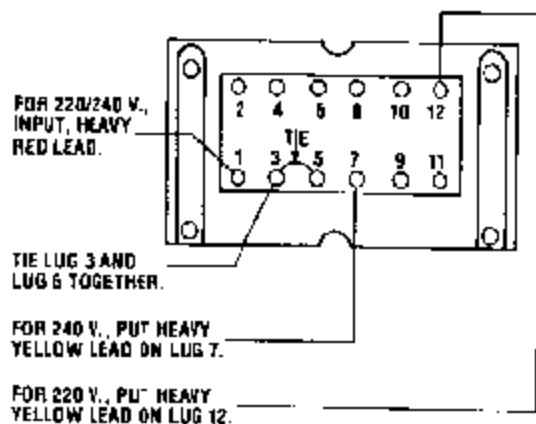 2 4 6 8 10 12
FOR 220/240 V.,
INPUT, HEAVY
RED LEAD.
TIE
1 3 5 7 9 11
TIE LUG 3 AND
LUG 5 TOGETHER.
FOR 240 V., PUT HEAVY
YELLOW LEAD ON LUG 7.
FOR 220 V., PUT HEAVY
YELLOW LEAD ON LUG 12.